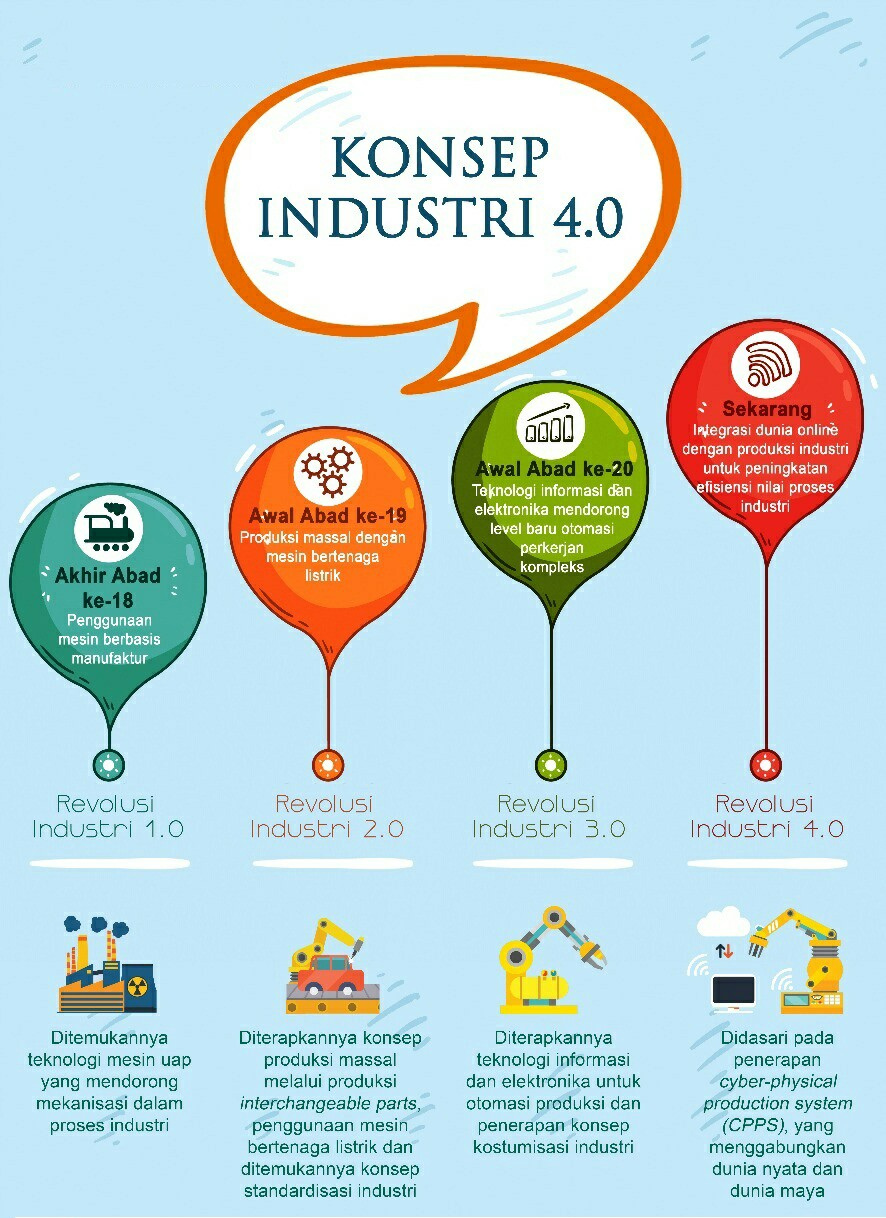 KONSEP
INDUSTRI 4.0
Akhir Abad
ke-18
Penggunaan
mesin berbasis
manufaktur
Awal Abad ke-19
Produksi massal dengan
mesin bertenaga
listrik
Awal Abad ke-20
Teknologi informasi dan
elektronika mendorong
level baru otomasi
perkerjan
kompleks
Sekarang
Integrasi dunia online
dengan produksi industri
untuk peningkatan
efisiensi nilai proses
industri
Revolusi
Industri 1.0
Revolusi
Industri 2.0
Revolusi
Industri 3.0
Revolusi
Industri 4.0
Ditemukannya
teknologi mesin uap
yang mendorong
mekanisasi dalam
proses industri
Diterapkannya konsep
produksi massal
melalui produksi
interchangeable parts,
penggunaan mesin
bertenaga listrik dan
ditemukannya konsep
standardisasi industri
Diterapkannya
teknologi informasi
dan elektronika untuk
otomasi produksi dan
penerapan konsep
kostumisasi industri
Didasari pada
penerapan
cyber-physical
production system
(CPPS), yang
menggabungkan
dunia nyata dan
dunia maya